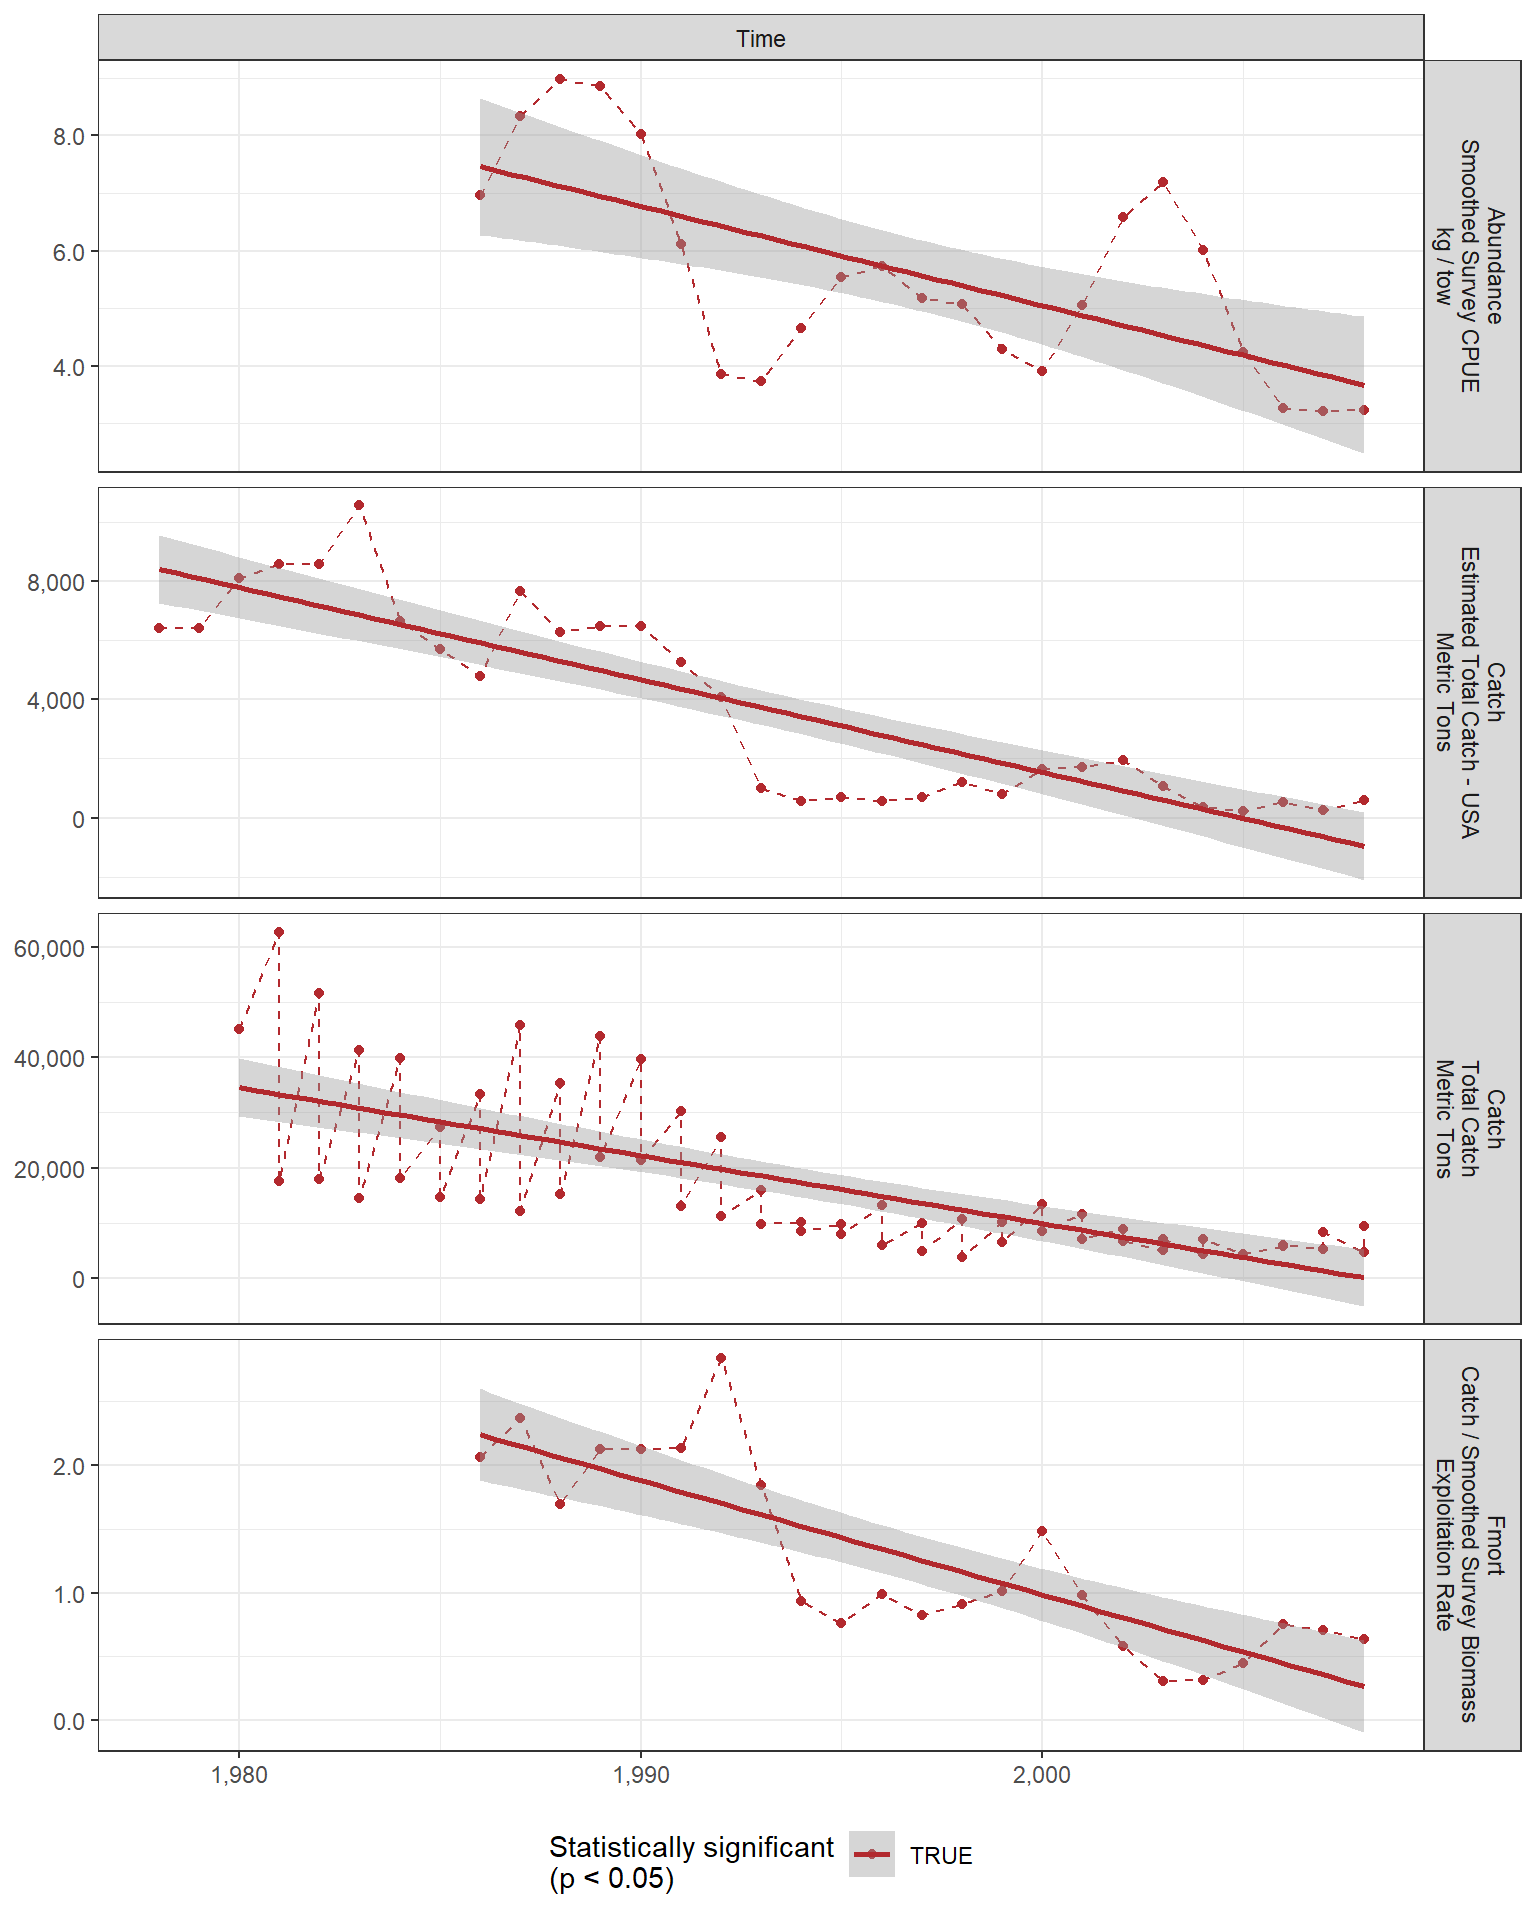 Time
8.0
6.0
4.0
Abundance
Smoothed Survey CPUE
kg / tow
8,000
4,000
0
Catch
Estimated Total Catch - USA
Metric Tons
60,000
40,000
20,000
0
Catch
Total Catch
Metric Tons
2.0
1.0
0.0
Fmort
Catch / Smoothed Survey Biomass
Exploitation Rate
1,980
1,990
2,000
Statistically significant
(p < 0.05)
TRUE